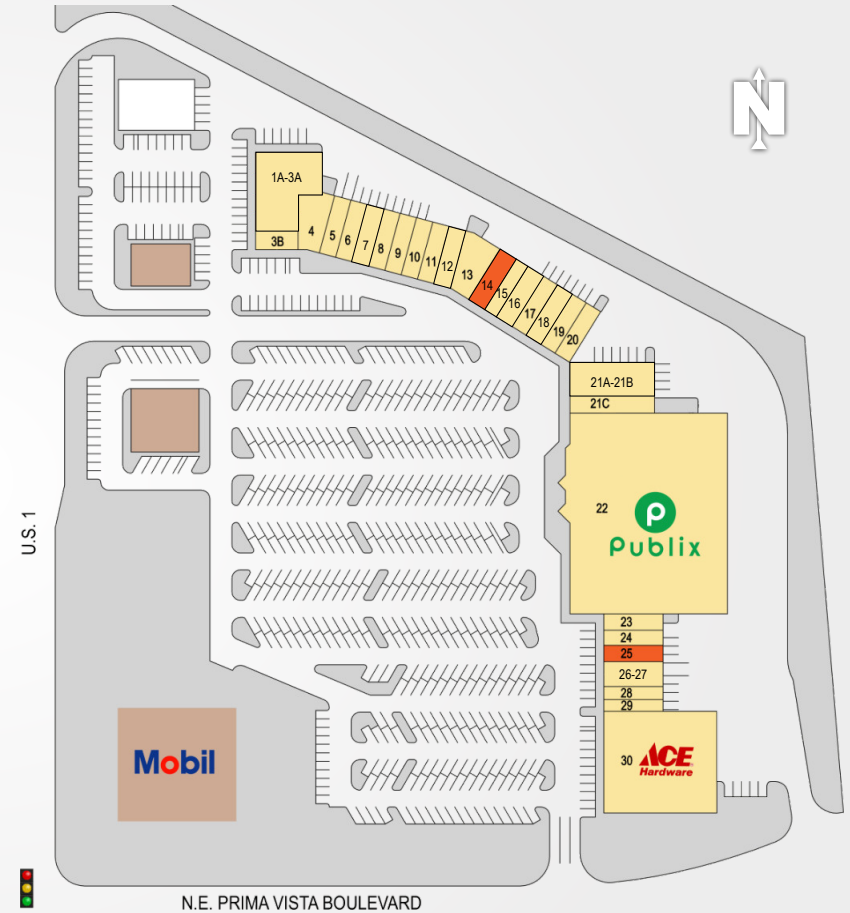 N
1A-3A
3B
4
5
6
7
8
9
10
11
12
13
14
15
16
17
18
19
20
21A-21B
21C
22
P
Publix
U.S. 1
23
24
25
26-27
28
29
30
ACE
Hardware
Mobil
N.E. PRIMA VISTA BOULEVARD